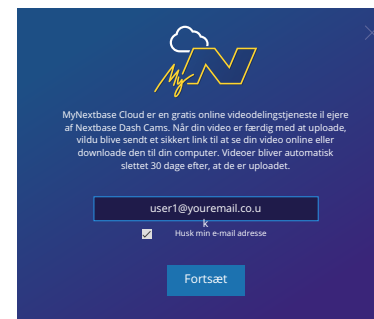 My N
MyNextbase Cloud er en gratis online videodelingstjeneste il ejere
af Nextbase Dash Cams. Når din video er færdig med at uploade,
vildu blive sendt et sikkert link til at se din video online eller
downloade den til din computer. Videoer bliver automatisk
slettet 30 dage efter, at de er uploadet.
user1@youremail.co.u
k
Husk min e-mail adresse
Fortsæt